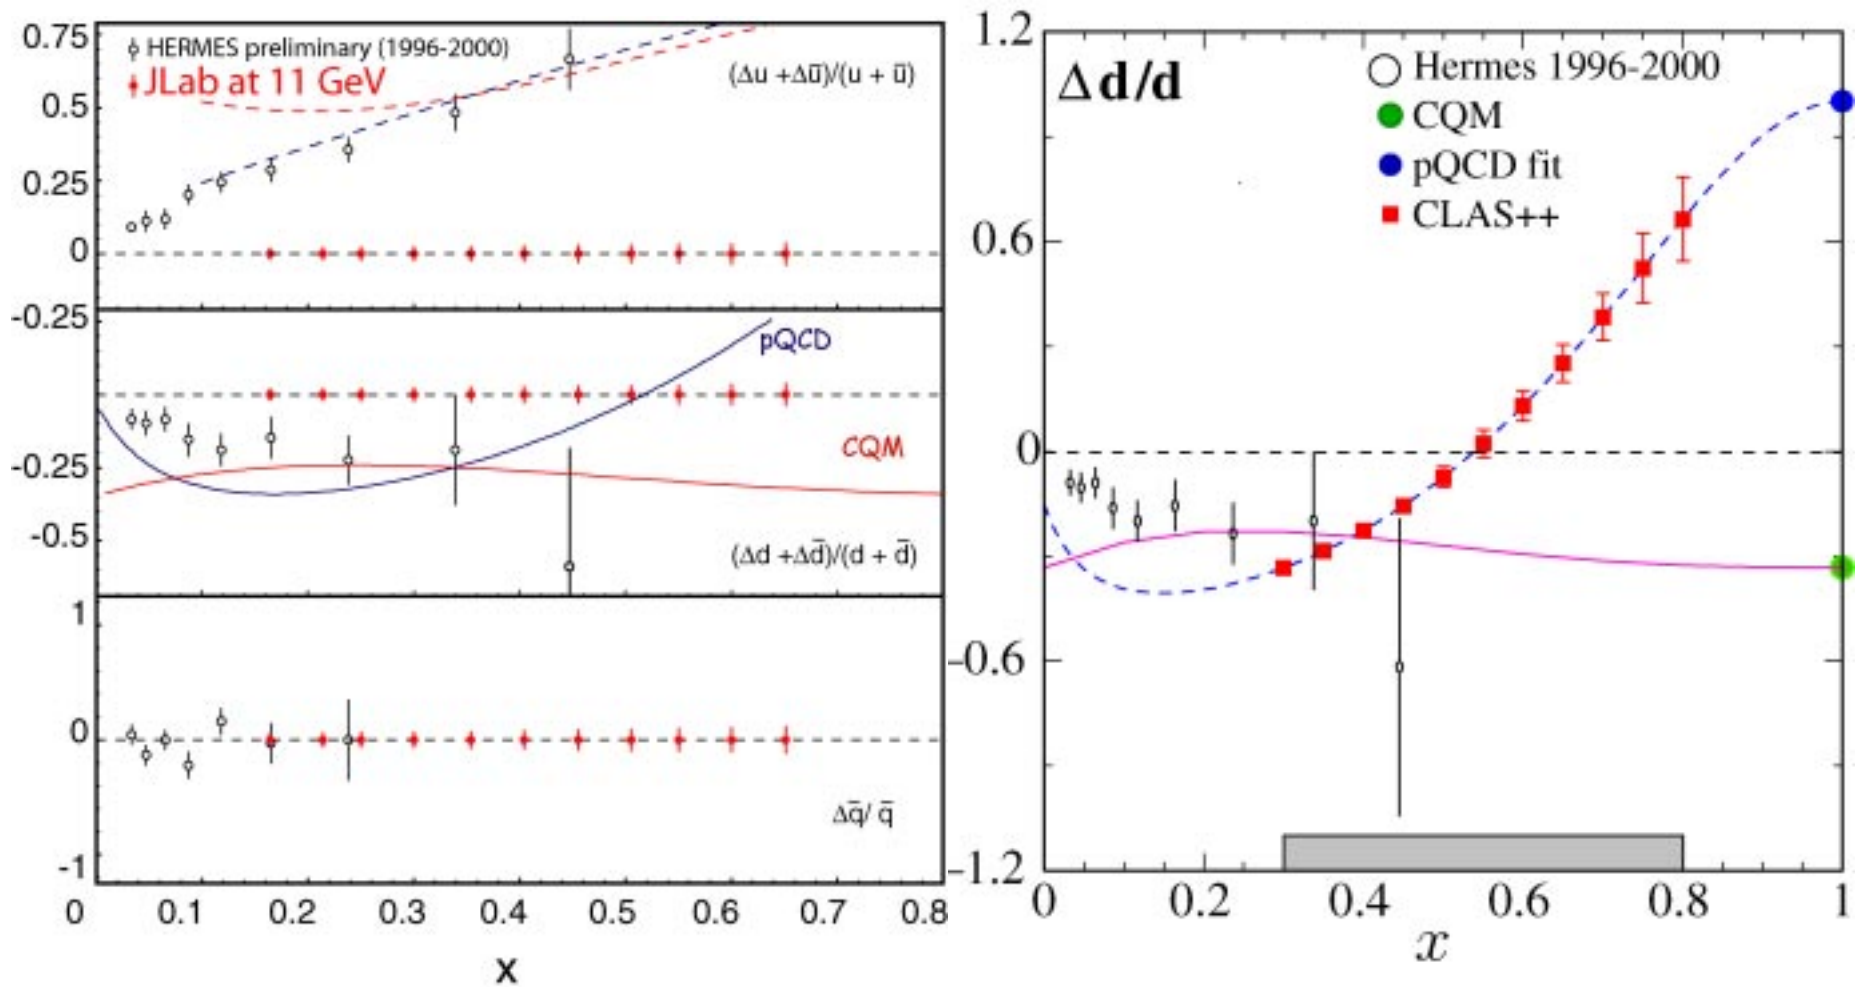 0.75
HERMES preliminary (1996-2000)
JLab at 11 GeV
(Δu +Δū)/(u + ū)
0.5
0.25
0
-0.25
pQCD
CQM
-0.25
-0.5
(Δd +Δd̄)/(d + d̄)
1
0
Δq̄/ q̄
-1
0 0.1 0.2 0.3 0.4 0.5 0.6 0.7 0.8
x
1.2
Δd/d
Hermes 1996-2000
CQM
pQCD fit
CLAS++
0.6
0
-0.6
-1.2
0 0.2 0.4 0.6 0.8 1
x